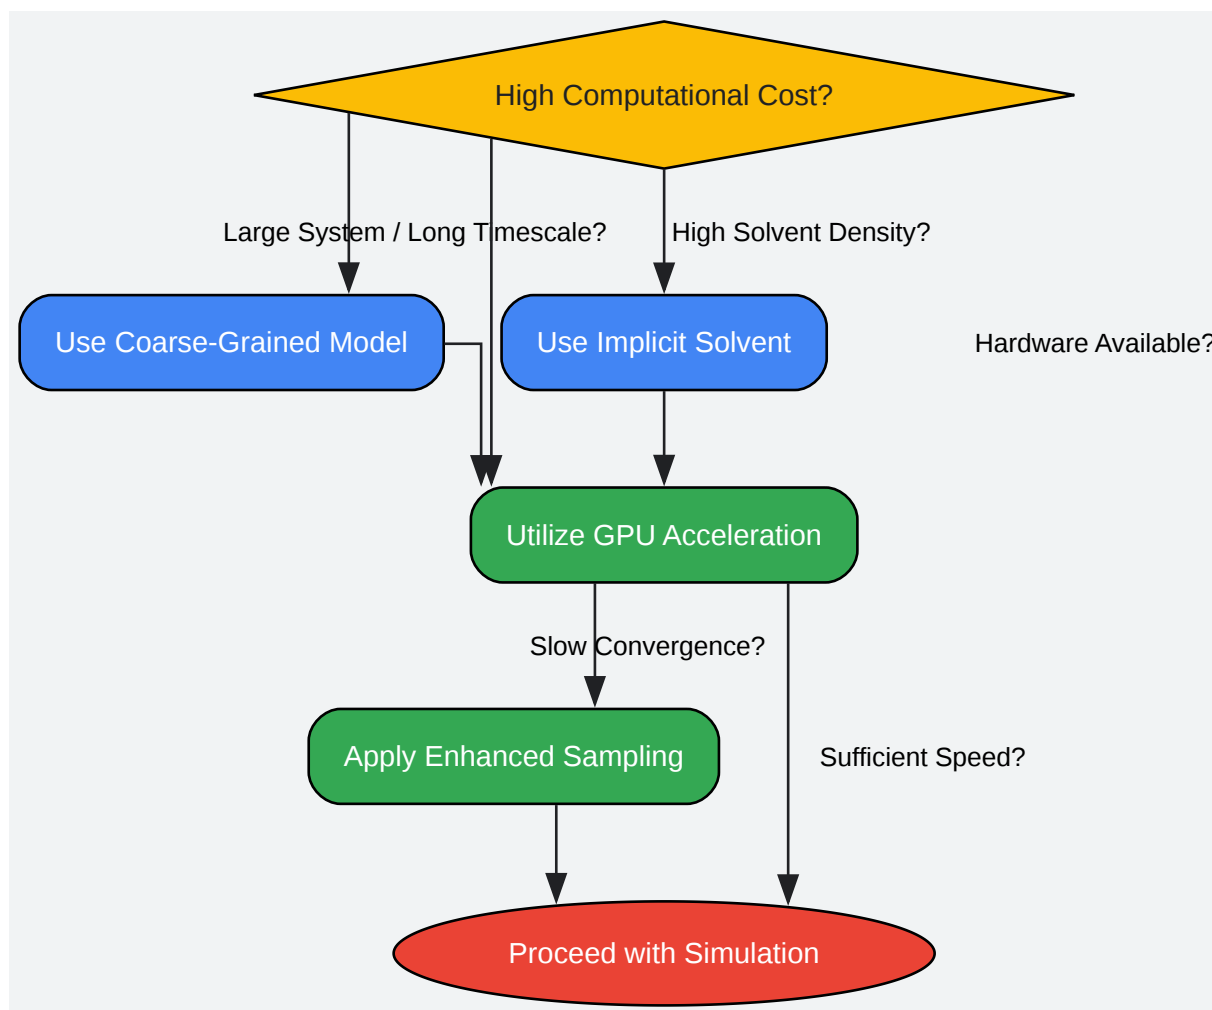 High Computational Cost?
Large System / Long Timescale?
High Solvent Density?
Use Coarse-Grained Model
Use Implicit Solvent
Hardware Available?
Utilize GPU Acceleration
Slow Convergence?
Apply Enhanced Sampling
Sufficient Speed?
Proceed with Simulation